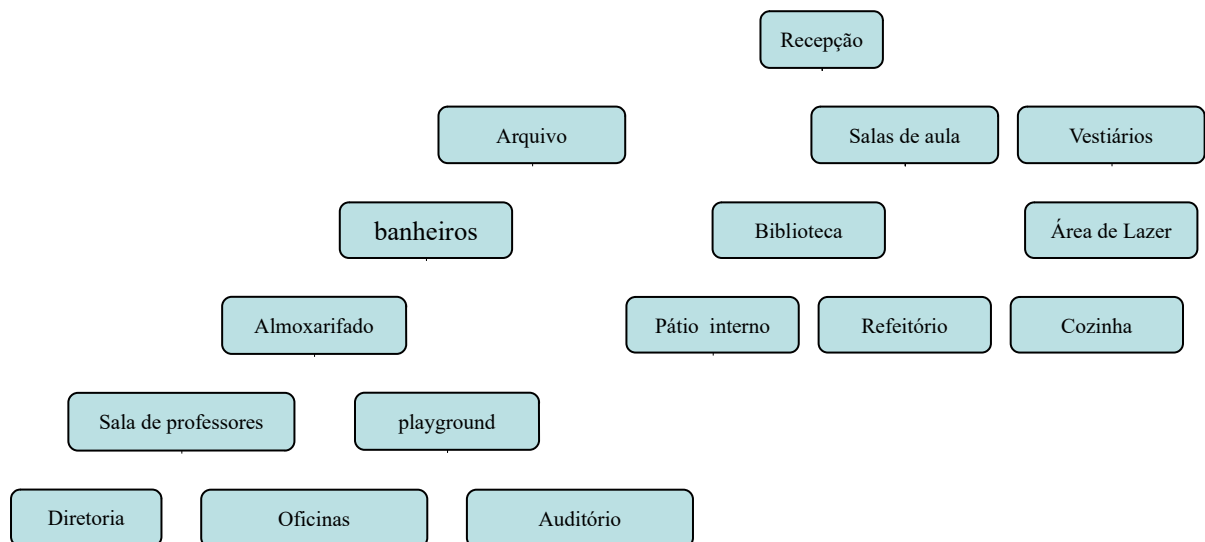 Recepção
Arquivo
Salas de aula
Vestiários
banheiros
Biblioteca
Área de Lazer
Almoxarifado
Pátio  interno
Refeitório
Cozinha
Sala de professores
playground
Diretoria
Oficinas
Auditório